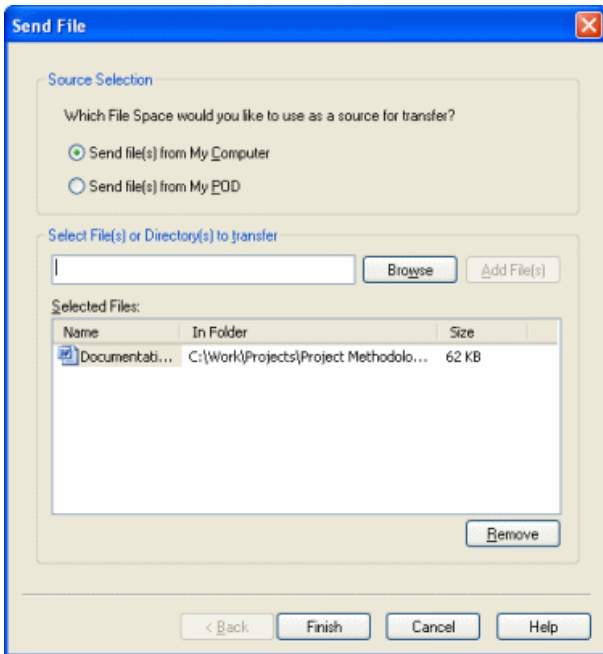 Send File
Source Selection
Which File Space would you like to use as a source for transfer?
Send file(s) from My Computer
Send file(s) from My POD
Select File(s) or Directory(s) to transfer
Browse Add File(s)
Selected Files:
Name In Folder Size
Documentati... C:\Work\Projects\Project Methodolo... 62 KB
Remove
< Back Finish Cancel Help